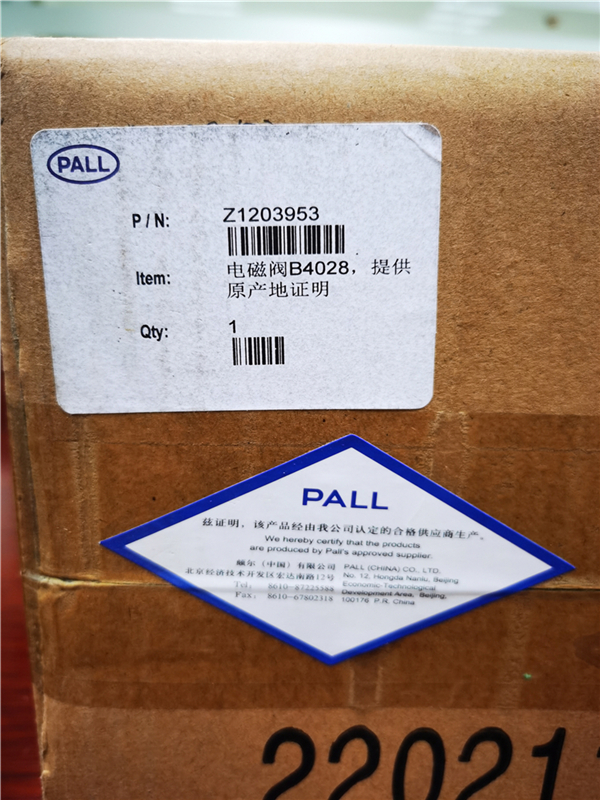 PALL
P / N: Z1203953
Item: 电磁阀B4028，提供
原产地证明
Qty: 1
PALL
兹证明，该产品经由我公司认定的合格供应商生产。
We hereby certify that the products
are produced by Pall's approved supplier.
颇尔（中国）有限公司 PALL (CHINA) CO., LTD.
北京经济技术开发区宏达南路12号 No. 12, Hongda Nanlu, Beijing
Economic-Technological
Tel: 8610-87225588 Development Area, Beijing,
Fax: 8610-67802318 100176 P.R. China
22021